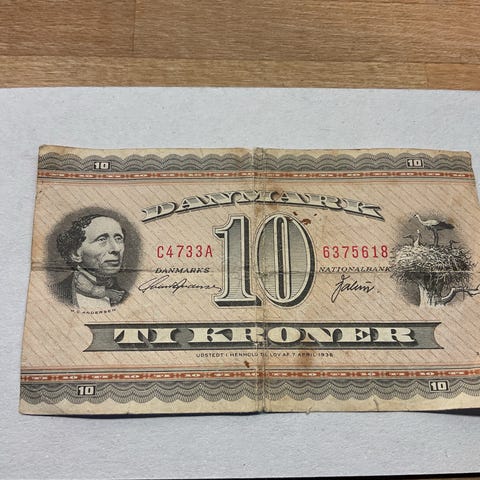 10 10
DANMARK
C4733A 10 6375618
DANMARKS NATIONALBANK
H.C. ANDERSEN
TI KRONER
UDSTEDT I HENHOLD TIL LOV AF 7. APRIL 1936
10 10